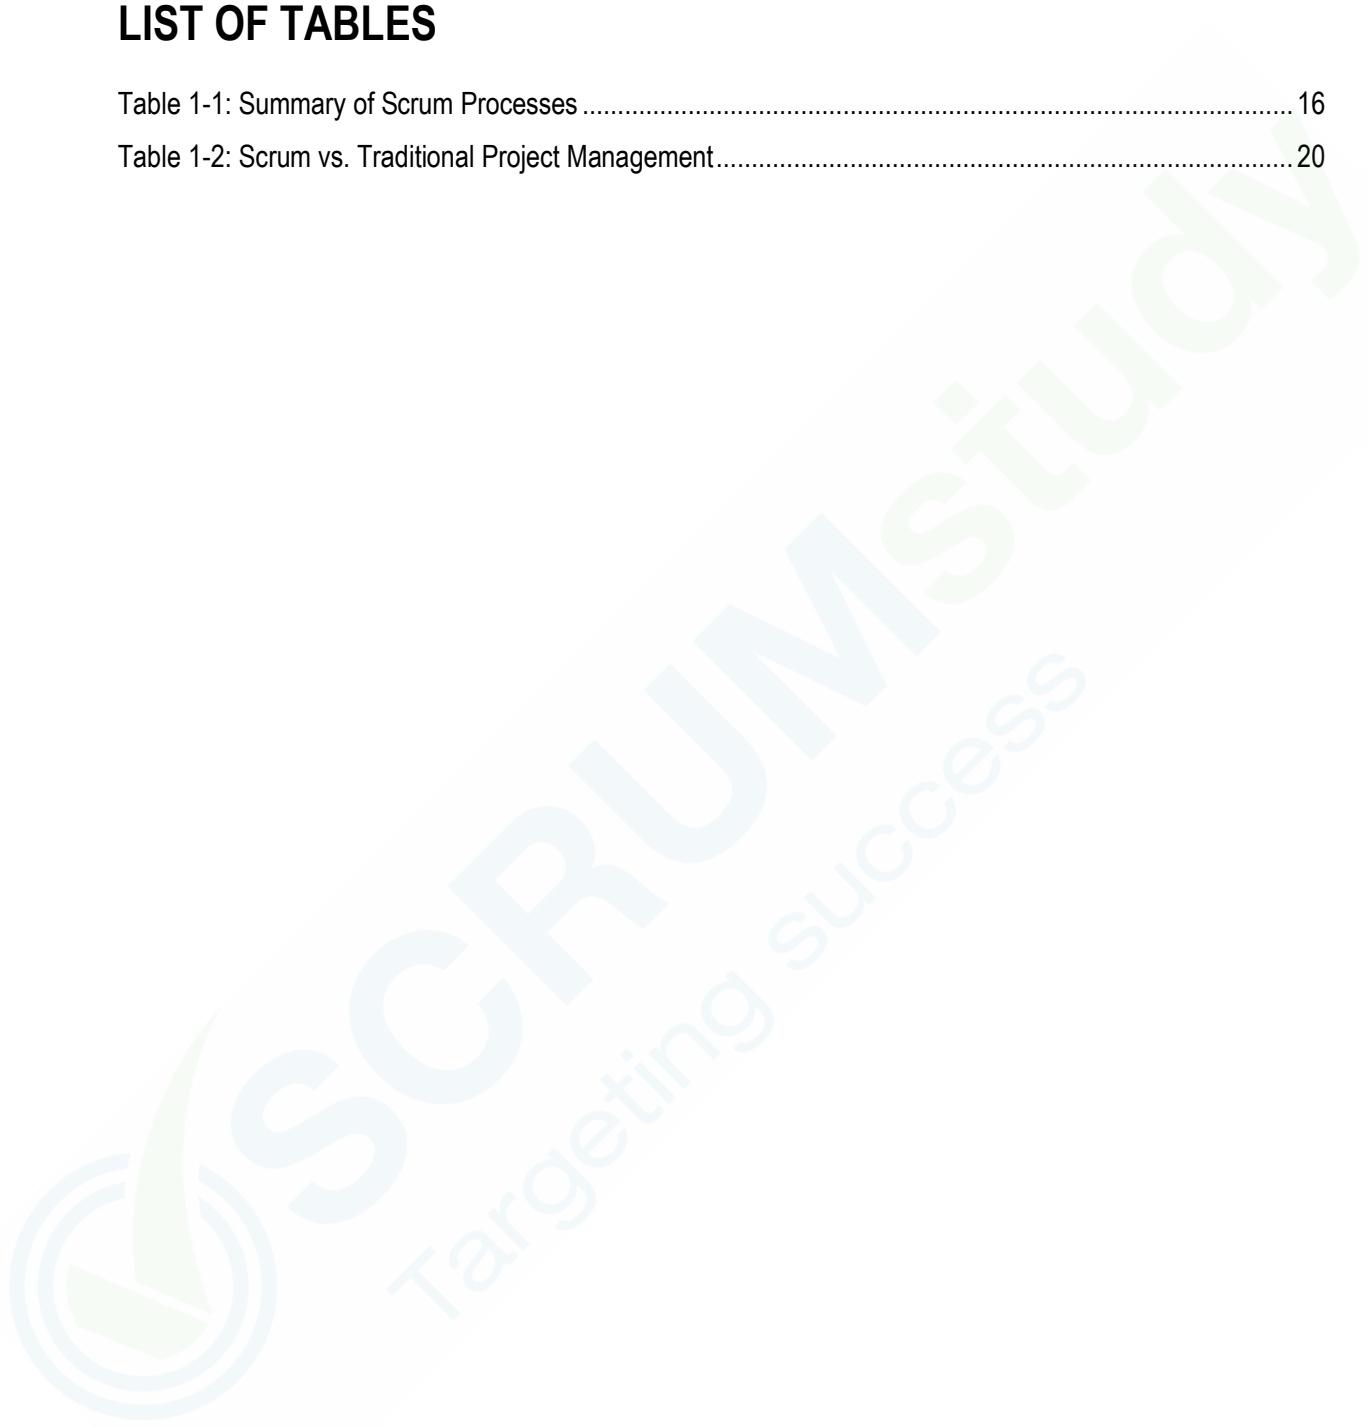 LIST OF TABLES
Table 1-1: Summary of Scrum Processes ........................................................................................................ 16
Table 1-2: Scrum vs. Traditional Project Management .................................................................................... 20
SCRUMstudy
Targeting success